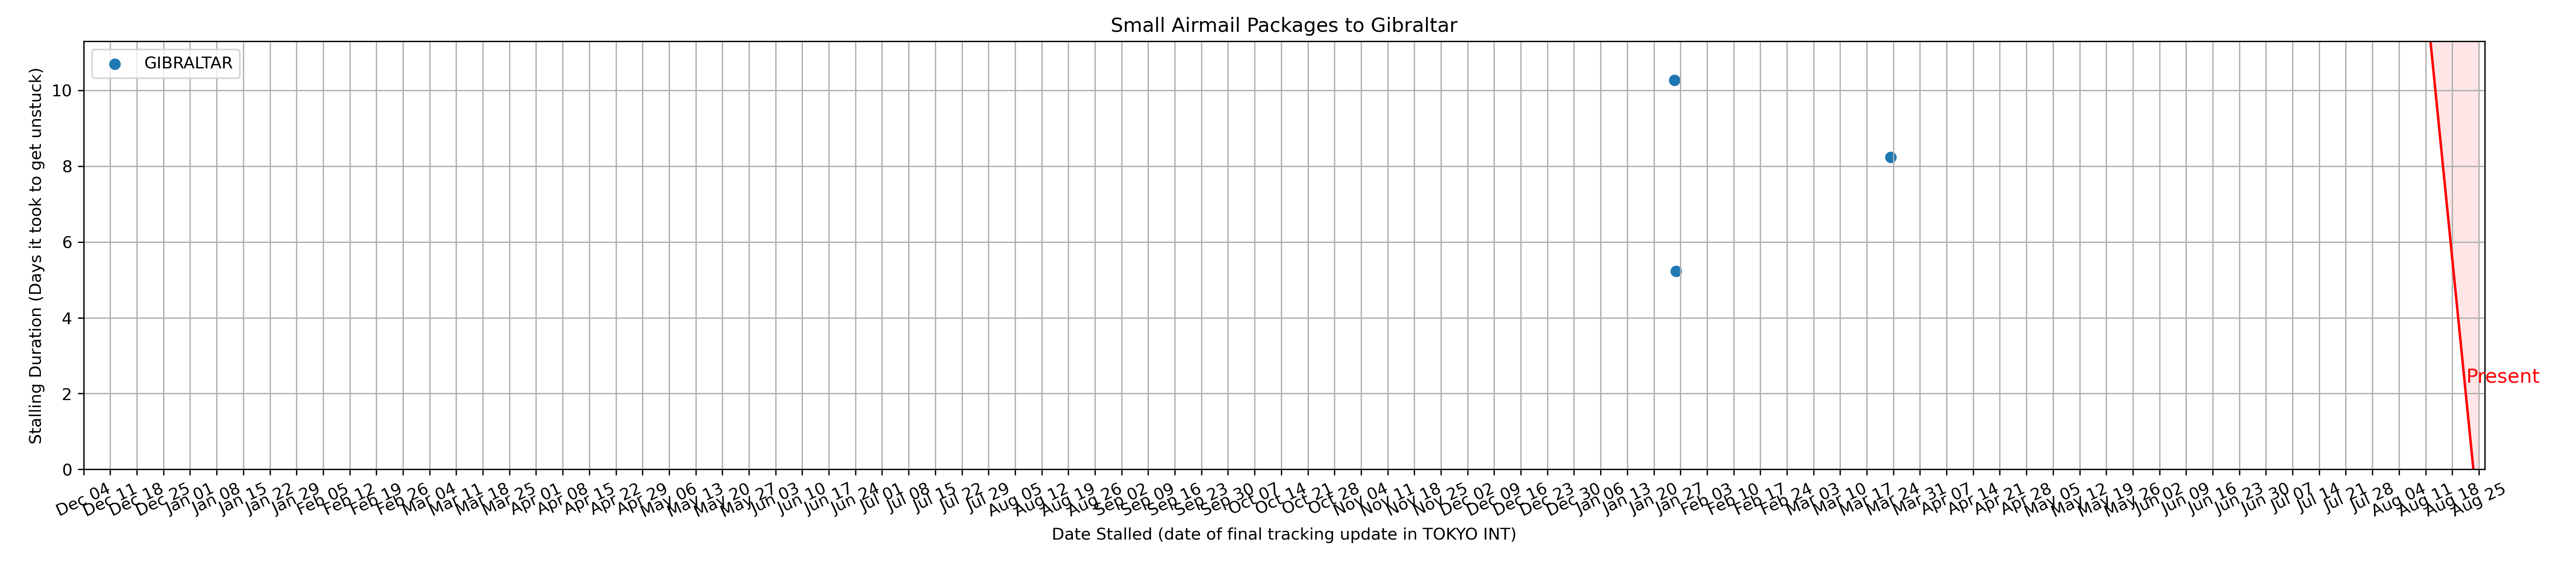 Small Airmail Packages to Gibraltar
GIBRALTAR
Stalling Duration (Days it took to get unstuck)
10
8
6
4
2
0
Present
Dec 04
Dec 11
Dec 18
Dec 25
Jan 01
Jan 08
Jan 15
Jan 22
Jan 29
Feb 05
Feb 12
Feb 19
Feb 26
Mar 04
Mar 11
Mar 18
Mar 25
Apr 01
Apr 08
Apr 15
Apr 22
Apr 29
May 06
May 13
May 20
May 27
Jun 03
Jun 10
Jun 17
Jun 24
Jul 01
Jul 08
Jul 15
Jul 22
Jul 29
Aug 05
Aug 12
Aug 19
Aug 26
Sep 02
Sep 09
Sep 16
Sep 23
Sep 30
Oct 07
Oct 14
Oct 21
Oct 28
Nov 04
Nov 11
Nov 18
Nov 25
Dec 02
Dec 09
Dec 16
Dec 23
Dec 30
Jan 06
Jan 13
Jan 20
Jan 27
Feb 03
Feb 10
Feb 17
Feb 24
Mar 03
Mar 10
Mar 17
Mar 24
Mar 31
Apr 07
Apr 14
Apr 21
Apr 28
May 05
May 12
May 19
May 26
Jun 02
Jun 09
Jun 16
Jun 23
Jun 30
Jul 07
Jul 14
Jul 21
Jul 28
Aug 04
Aug 11
Aug 18
Aug 25
Date Stalled (date of final tracking update in TOKYO INT)